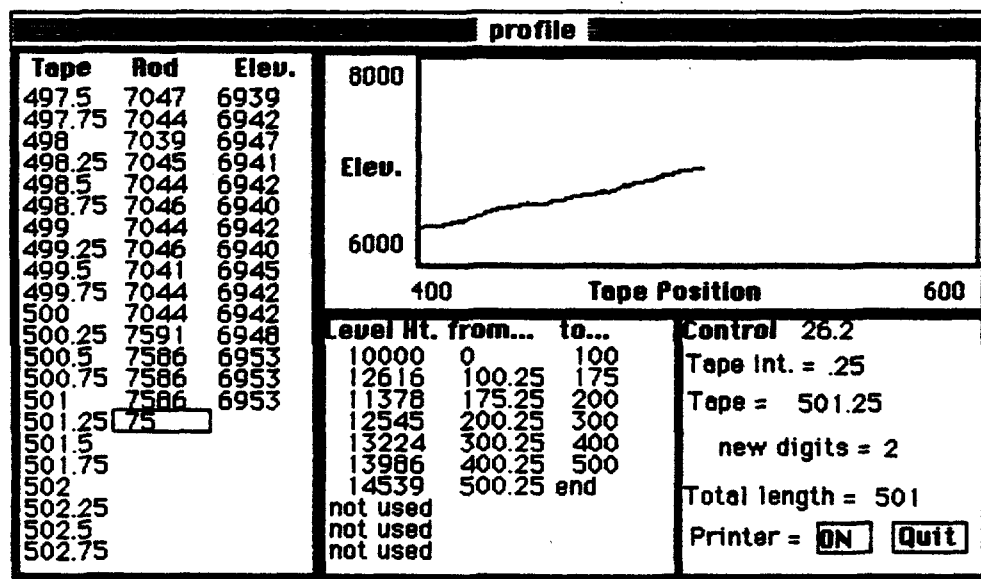 profile
Tape Rod Elev.
497.5 7047 6939
497.75 7044 6942
498 7039 6947
498.25 7045 6941
498.5 7044 6942
498.75 7046 6940
499 7044 6942
499.25 7046 6940
499.5 7041 6945
499.75 7044 6942
500 7044 6942
500.25 7591 6948
500.5 7586 6953
500.75 7586 6953
501 7586 6953
501.25 75
501.5
501.75
502
502.25
502.5
502.75
8000
Elev.
6000
400 Tape Position 600
Level Ht. from... to...
10000 0 100
12616 100.25 175
11378 175.25 200
12545 200.25 300
13224 300.25 400
13986 400.25 500
14539 500.25 end
not used
not used
not used
Control 26.2
Tape Int. = .25
Tape = 501.25
new digits = 2
Total length = 501
Printer = ON Quit